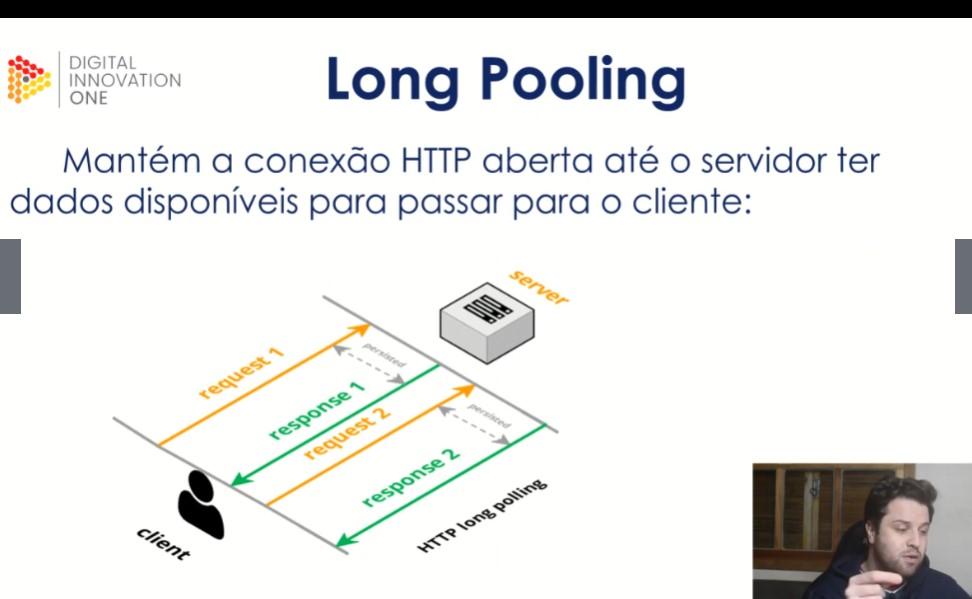 DIGITAL
INNOVATION
ONE
Long Pooling
Mantém a conexão HTTP aberta até o servidor ter
dados disponíveis para passar para o cliente:
server
request 1
persisted
response 1
request 2
persisted
response 2
HTTP long polling
client